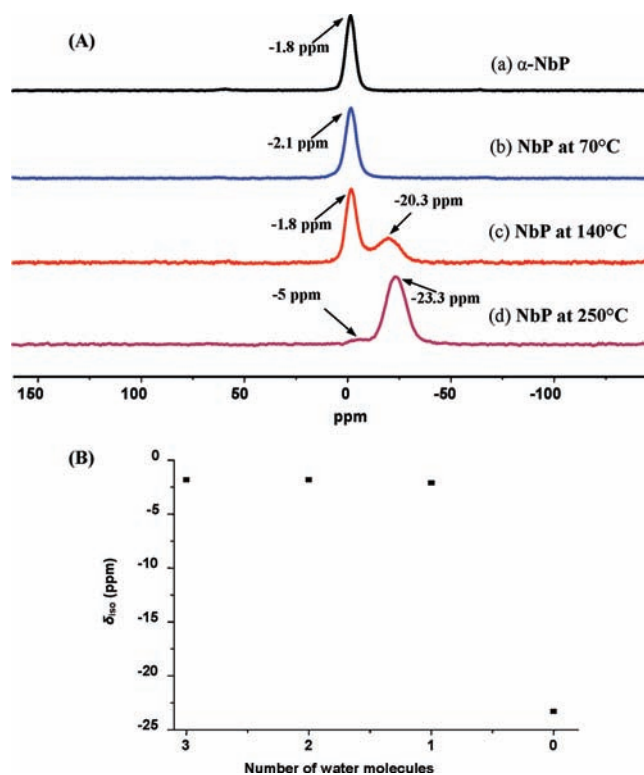 (A)
-1.8 ppm
(a) α-NbP
-2.1 ppm
(b) NbP at 70°C
-1.8 ppm
-20.3 ppm
(c) NbP at 140°C
-5 ppm
-23.3 ppm
(d) NbP at 250°C
150 100 50 0 -50 -100
ppm
(B)
0
-5
-10
-15
-20
-25
δiso (ppm)
3 2 1 0
Number of water molecules